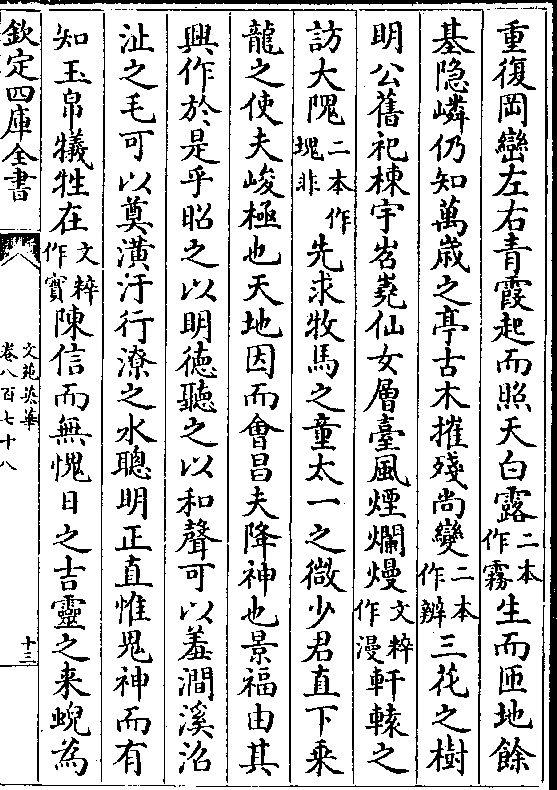 重復岡巒左右青霞起而照天白露二本作霧生而匝地餘
基隐嶙仍知萬歳之亭古木摧殘尚變二本作辨三花之樹
明公舊祀棟宇岧嶤仙女層臺風煙爛熳文粹作漫軒轅之
訪大隗二本作塊非先求牧馬之童太一之徴少君直下乘
龍之使夫峻極也天地因而會昌夫降神也景福由其
興作於是乎昭之以明徳聽之以和聲可以羞澗溪沼
沚之毛可以奠潢汙行潦之水聰明正直惟鬼神而有
知玉帛犧牲在文粹作實陳信而無愧日之吉靈之来蜺為
欽定四庫全書
文苑英華
卷八百七十八
十三